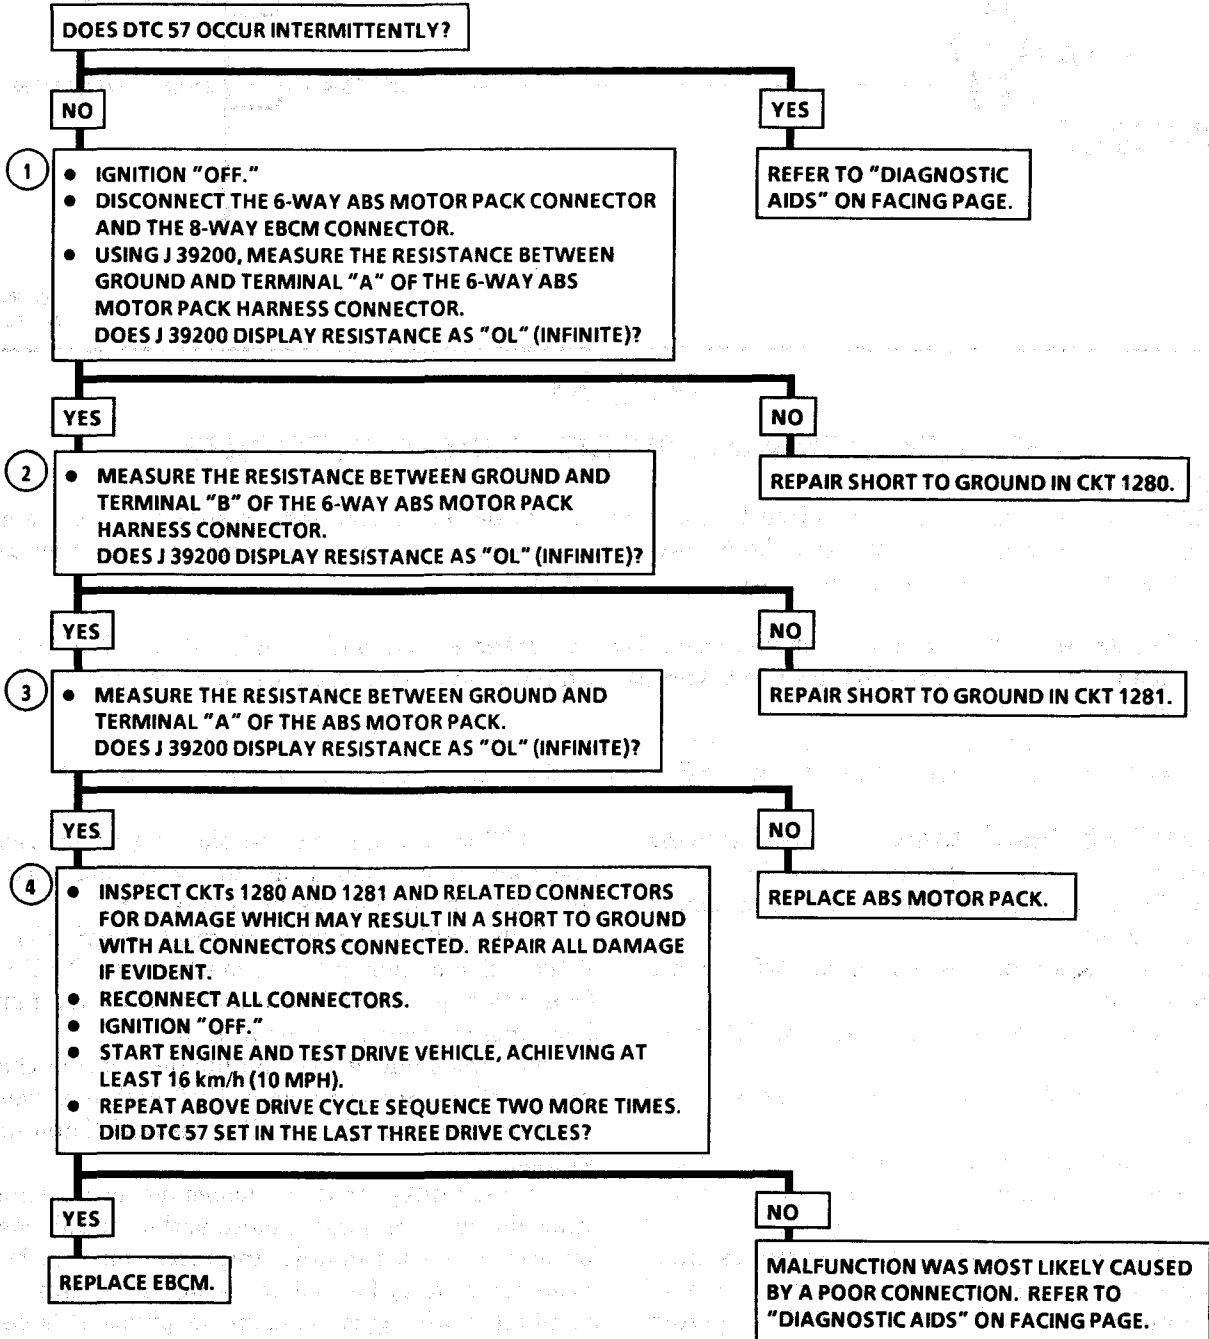 DOES DTC 57 OCCUR INTERMITTENTLY?
NO
YES
1
● IGNITION "OFF."
● DISCONNECT THE 6-WAY ABS MOTOR PACK CONNECTOR
AND THE 8-WAY EBCM CONNECTOR.
● USING J 39200, MEASURE THE RESISTANCE BETWEEN
GROUND AND TERMINAL "A" OF THE 6-WAY ABS
MOTOR PACK HARNESS CONNECTOR.
DOES J 39200 DISPLAY RESISTANCE AS "OL" (INFINITE)?
REFER TO "DIAGNOSTIC
AIDS" ON FACING PAGE.
YES
NO
2
● MEASURE THE RESISTANCE BETWEEN GROUND AND
TERMINAL "B" OF THE 6-WAY ABS MOTOR PACK
HARNESS CONNECTOR.
DOES J 39200 DISPLAY RESISTANCE AS "OL" (INFINITE)?
REPAIR SHORT TO GROUND IN CKT 1280.
YES
NO
3
● MEASURE THE RESISTANCE BETWEEN GROUND AND
TERMINAL "A" OF THE ABS MOTOR PACK.
DOES J 39200 DISPLAY RESISTANCE AS "OL" (INFINITE)?
REPAIR SHORT TO GROUND IN CKT 1281.
YES
NO
4
● INSPECT CKTs 1280 AND 1281 AND RELATED CONNECTORS
FOR DAMAGE WHICH MAY RESULT IN A SHORT TO GROUND
WITH ALL CONNECTORS CONNECTED. REPAIR ALL DAMAGE
IF EVIDENT.
● RECONNECT ALL CONNECTORS.
● IGNITION "OFF."
● START ENGINE AND TEST DRIVE VEHICLE, ACHIEVING AT
LEAST 16 km/h (10 MPH).
● REPEAT ABOVE DRIVE CYCLE SEQUENCE TWO MORE TIMES.
DID DTC 57 SET IN THE LAST THREE DRIVE CYCLES?
REPLACE ABS MOTOR PACK.
YES
NO
REPLACE EBCM.
MALFUNCTION WAS MOST LIKELY CAUSED
BY A POOR CONNECTION. REFER TO
"DIAGNOSTIC AIDS" ON FACING PAGE.